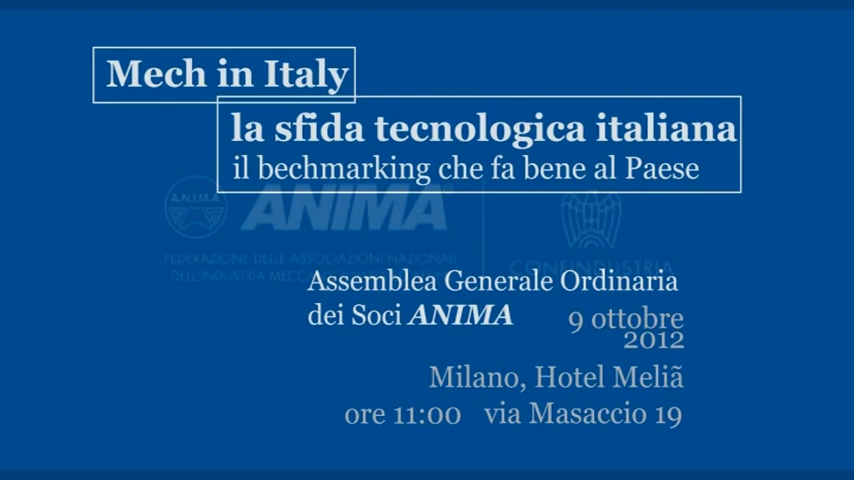 Mech in Italy
la sfida tecnologica italiana
il bechmarking che fa bene al Paese
A.N.I.M.A.
ANIMA
FEDERAZIONE DELLE ASSOCIAZIONI NAZIONALI
DELL'INDUSTRIA
CONFINDUSTRIA
Assemblea Generale Ordinaria
dei Soci ANIMA
9 ottobre
2012
Milano, Hotel Meliã
ore 11:00 via Masaccio 19